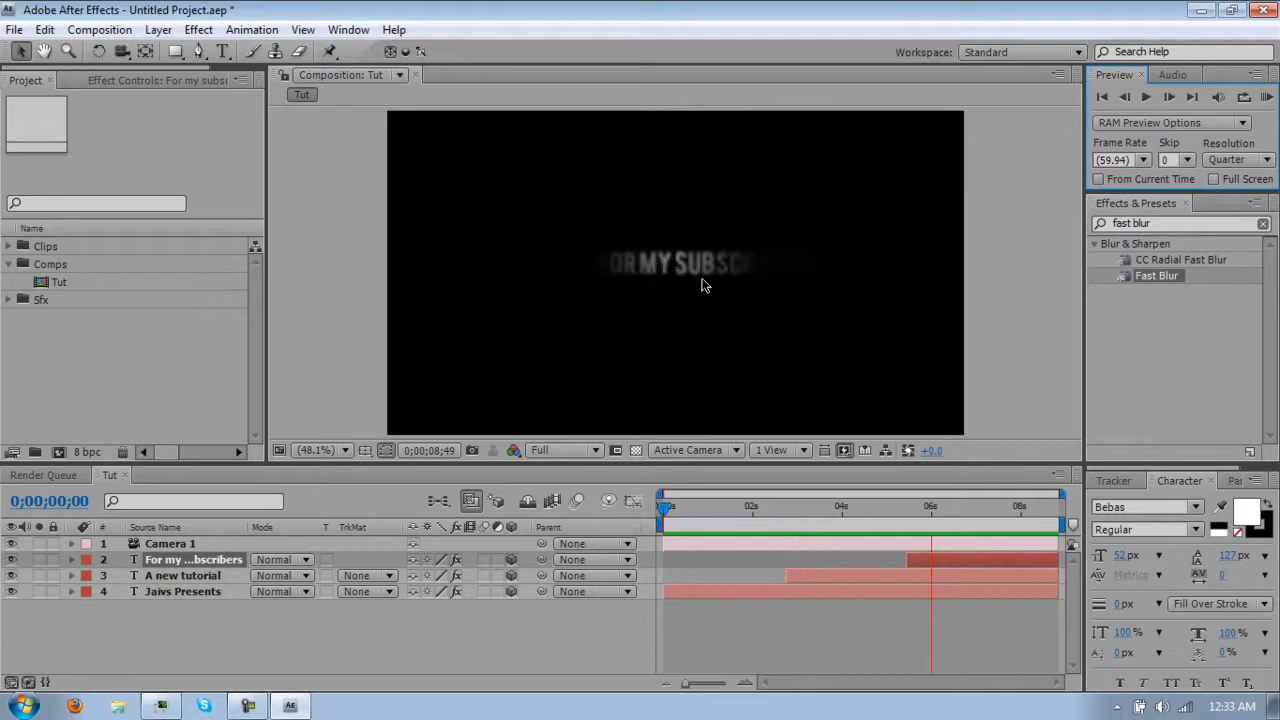 Adobe After Effects - Untitled Project.aep *
File Edit Composition Layer Effect Animation View Window Help
Workspace: Standard Search Help
Project Effect Controls: For my subsc
Composition: Tut
Preview Audio
Tut
RAM Preview Options
Frame Rate Skip Resolution
(59.94) 0 Quarter
From Current Time Full Screen
Effects & Presets
fast blur
Name
Blur & Sharpen
Clips
CC Radial Fast Blur
Comps
Fast Blur
Tut
Sfx
FOR MY SUBSC
8 bpc (48.1%) 0;00;08;49 Full Active Camera 1 View +0.0
Render Queue Tut
Tracker Character Par
0;00;00;00
02s 04s 06s 08s
Bebas
# Source Name Mode T TrkMat Parent
Regular
1 Camera 1 None
2 For my ...bscribers Normal None
52 px 127 px
3 A new tutorial Normal None None
Metrics 0
4 Jaivs Presents Normal None None
0 px Fill Over Stroke
100 % 100 %
0 px 0 %
T T TT Tr T¹ T₁
12:33 AM